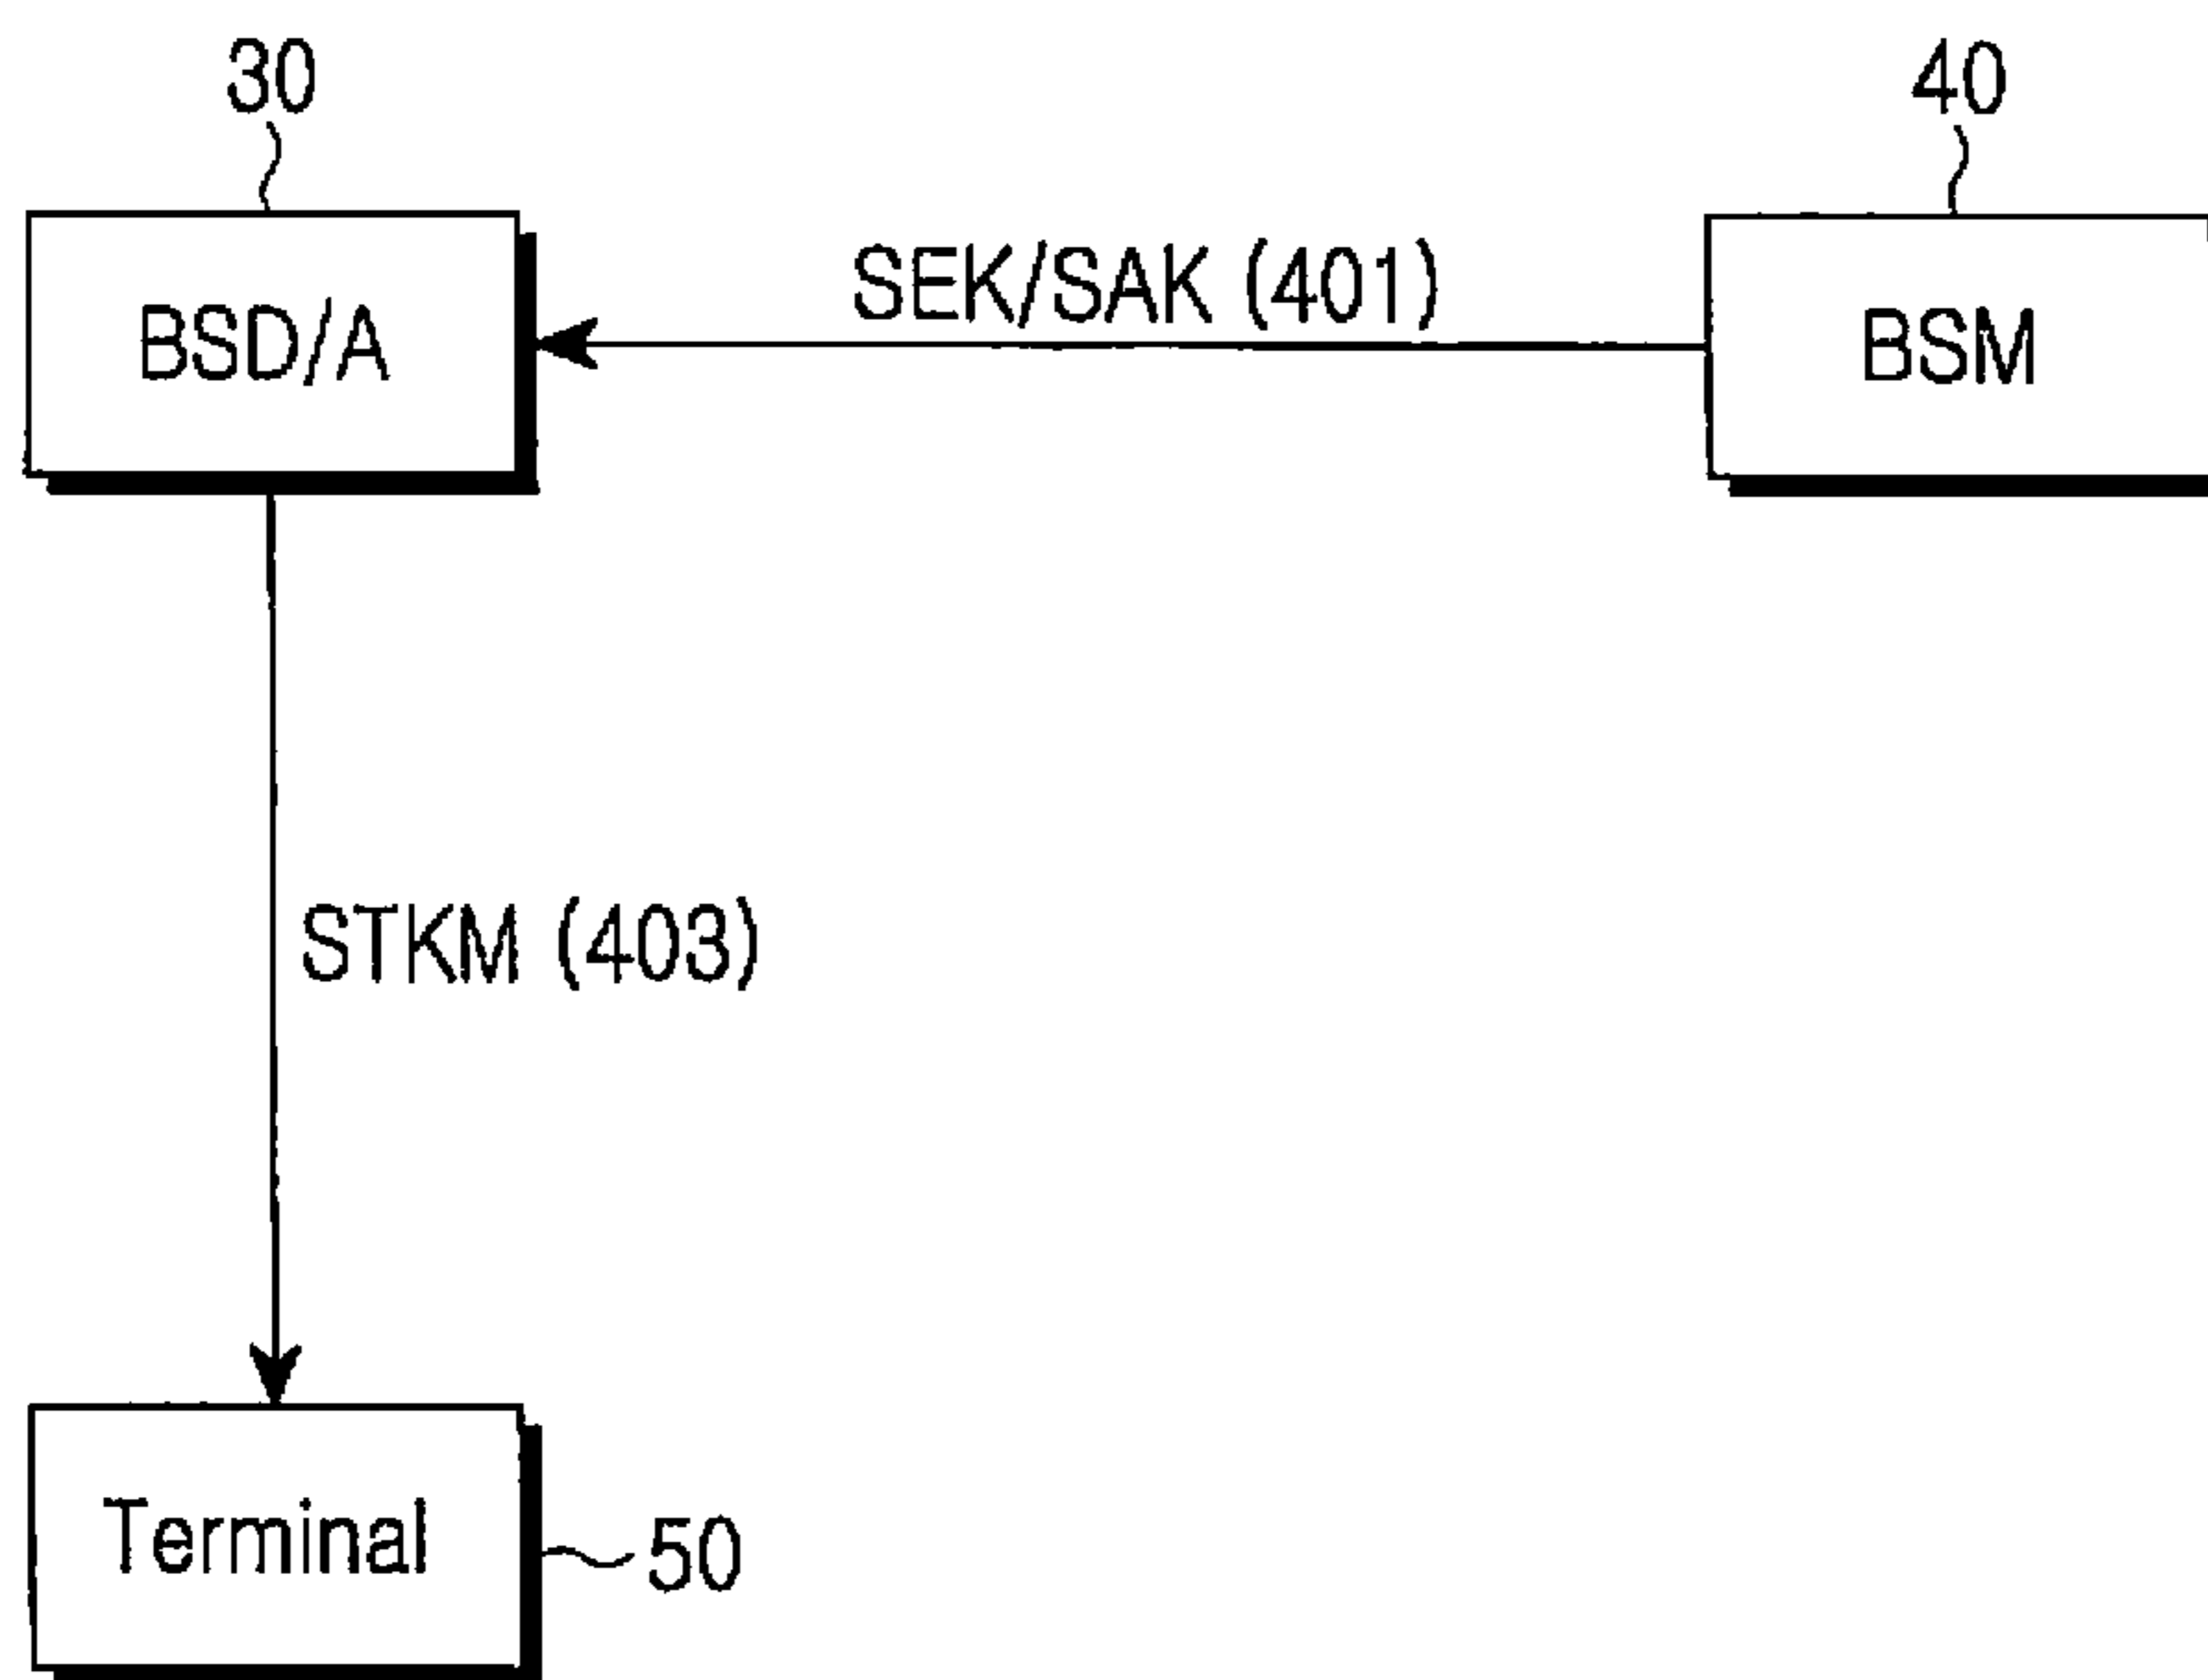 30
40
SEK/SAK (401)
BSD/A
BSM
STKM (403)
Terminal
50